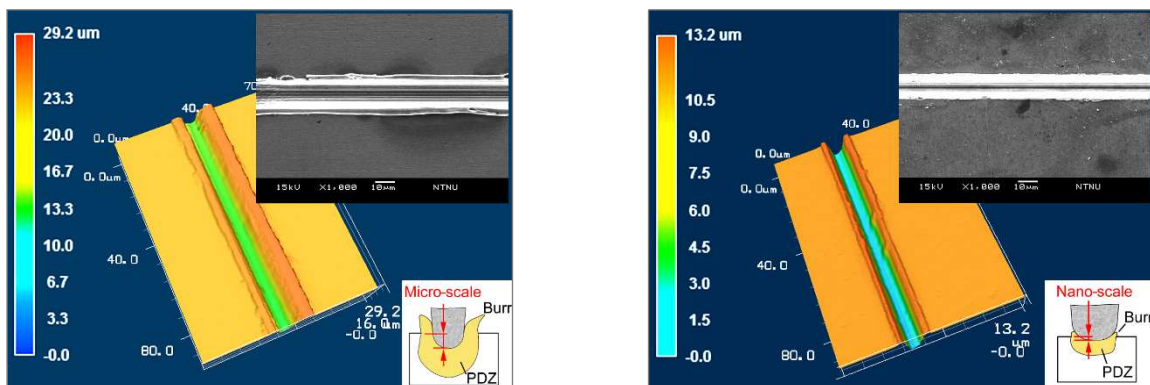 29.2 um
23.3
20.0
16.7
13.3
10.0
6.7
3.3
-0.0
40.0
0.0um
0.0um
40.0
80.0
29.2
16.0um
-0.0
15kV X1,000 10μm NTNU
Micro-scale
Burr
PDZ
13.2 um
10.5
9.0
7.5
6.0
4.5
3.0
1.5
-0.0
40.0
0.0um
0.0um
40.0
80.0
13.2
um
-0.0
15kV X1,000 10μm NTNU
Nano-scale
Burr
PDZ